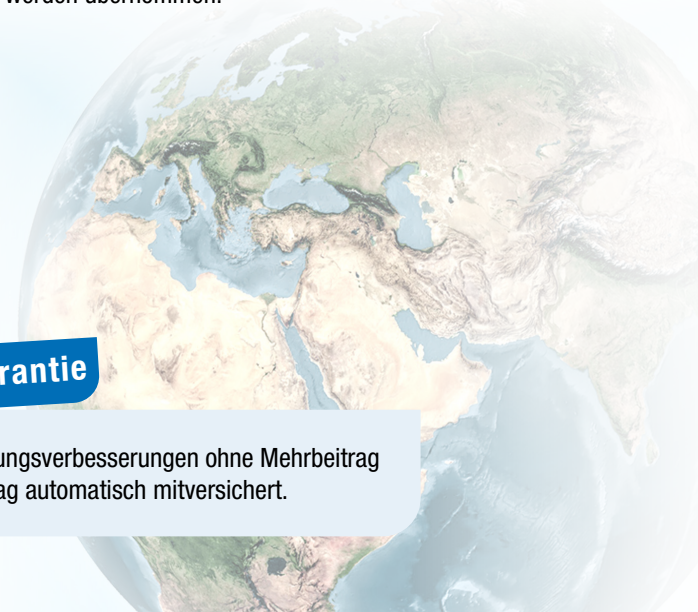 werden übernommen.
rantie
ungsverbesserungen ohne Mehrbeitrag
ag automatisch mitversichert.